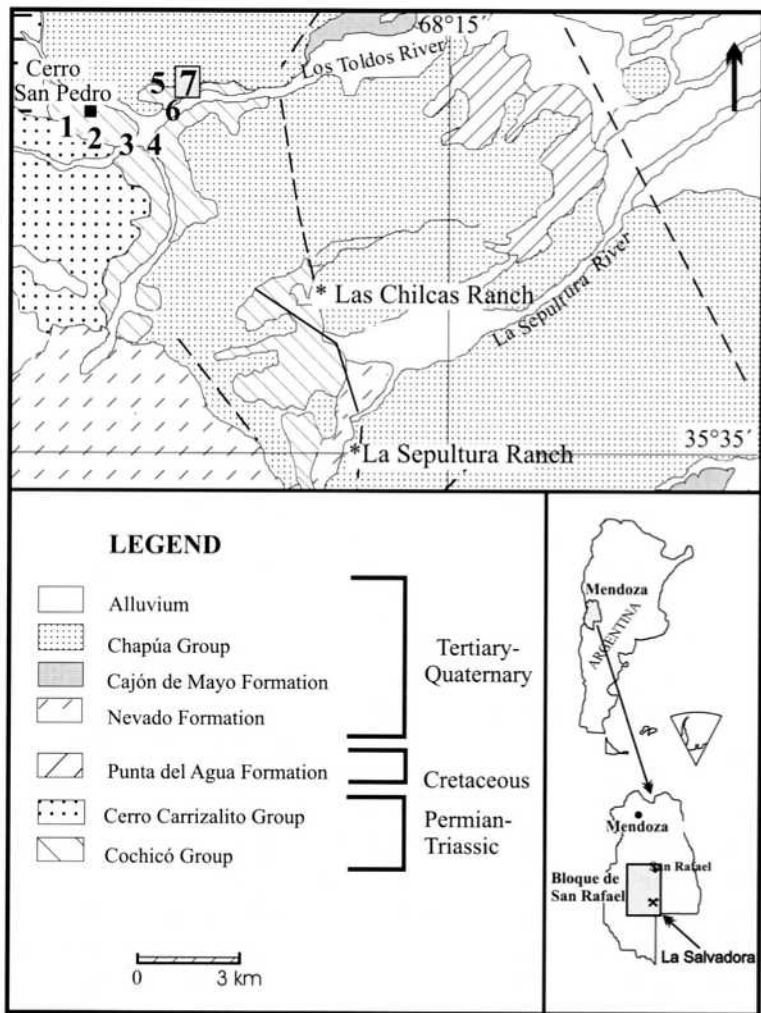 68°15´
Los Toldos River
Cerro
San Pedro
5
7
6
1
2
3
4
* Las Chilcas Ranch
La Sepultura River
35°35´
*La Sepultura Ranch
LEGEND
Alluvium
Chapúa Group
Cajón de Mayo Formation
Nevado Formation
Tertiary-
Quaternary
Punta del Agua Formation
Cretaceous
Cerro Carrizalito Group
Cochicó Group
Permian-
Triassic
0
3 km
Mendoza
ARGENTINA
Mendoza
San Rafael
Bloque de
San Rafael
La Salvadora